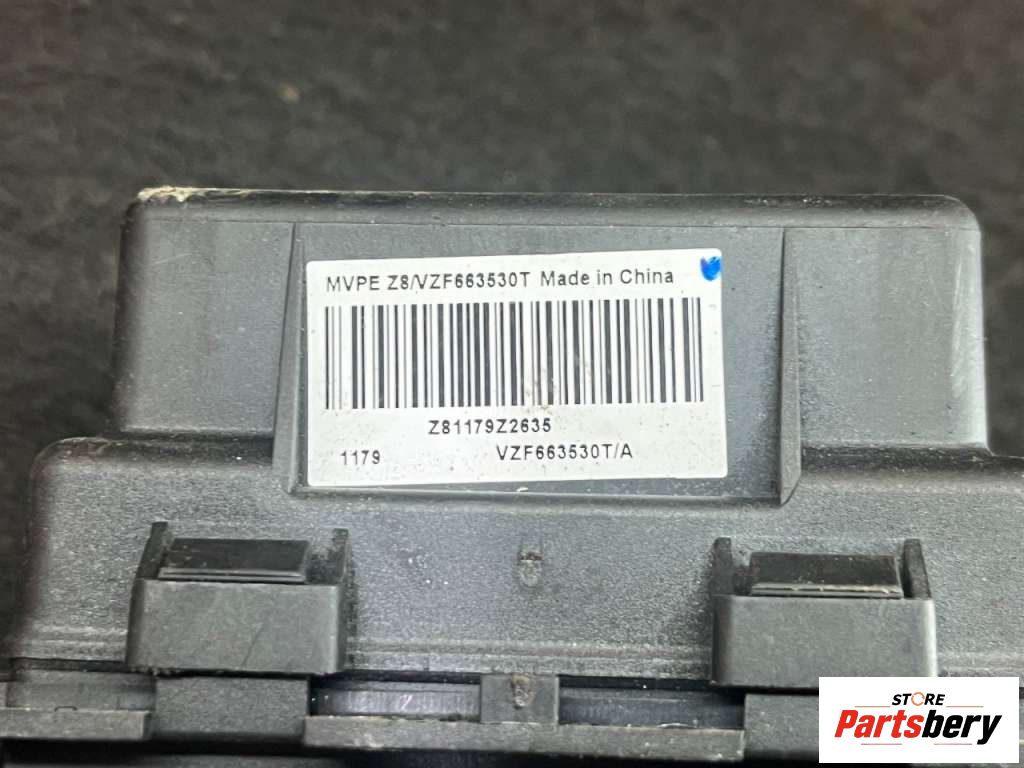 MVPE Z8/VZF663530T Made in China
Z81179Z2635
1179 VZF663530T/A
STORE
Partsbery